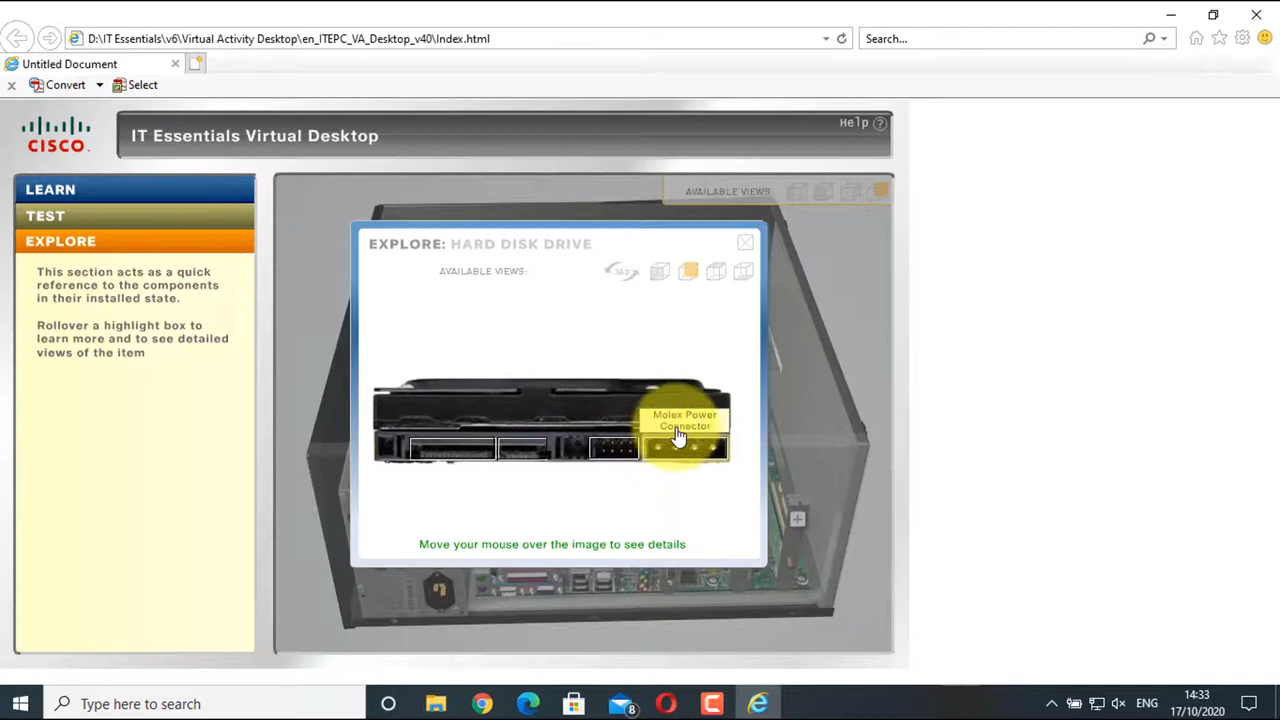 D:\IT Essentials\v6\Virtual Activity Desktop\en_ITEPC_VA_Desktop_v40\Index.html
Search...
Untitled Document
Convert
Select
CISCO
IT Essentials Virtual Desktop
Help ?
LEARN
TEST
EXPLORE
This section acts as a quick
reference to the components
in their installed state.
Rollover a highlight box to
learn more and to see detailed
views of the item
AVAILABLE VIEWS:
EXPLORE: HARD DISK DRIVE
AVAILABLE VIEWS:
360
Molex Power
Connector
Move your mouse over the image to see details
Type here to search
8
ENG
14:33
17/10/2020